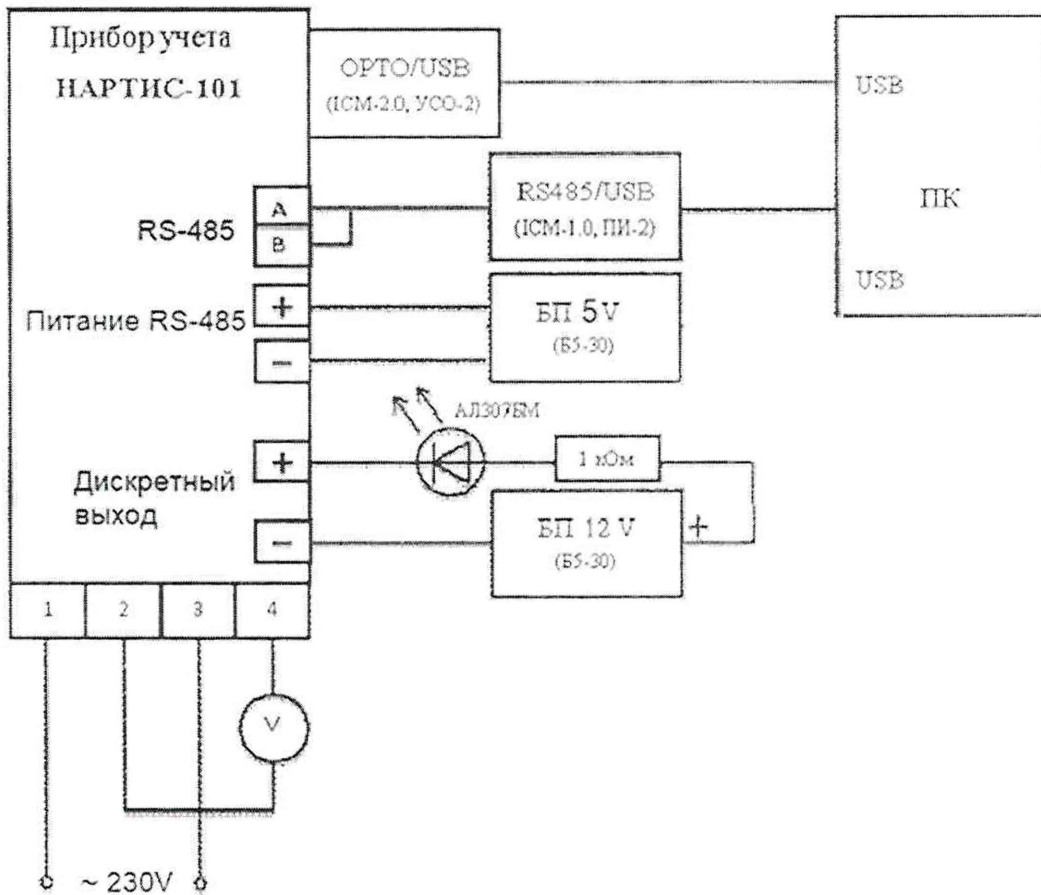 Прибор учета
НАРТИС-101
ОРТО/USB
(ICM-2.0, УСО-2)
USB
RS-485
A
B
RS485/USB
(ICM-1.0, ПИ-2)
ПК
USB
Питание RS-485
+
−
БП 5V
(Б5-30)
АЛ307БМ
Дискретный
выход
+
−
1 кОм
БП 12 V
(Б5-30)
+
1
2
3
4
V
~ 230V